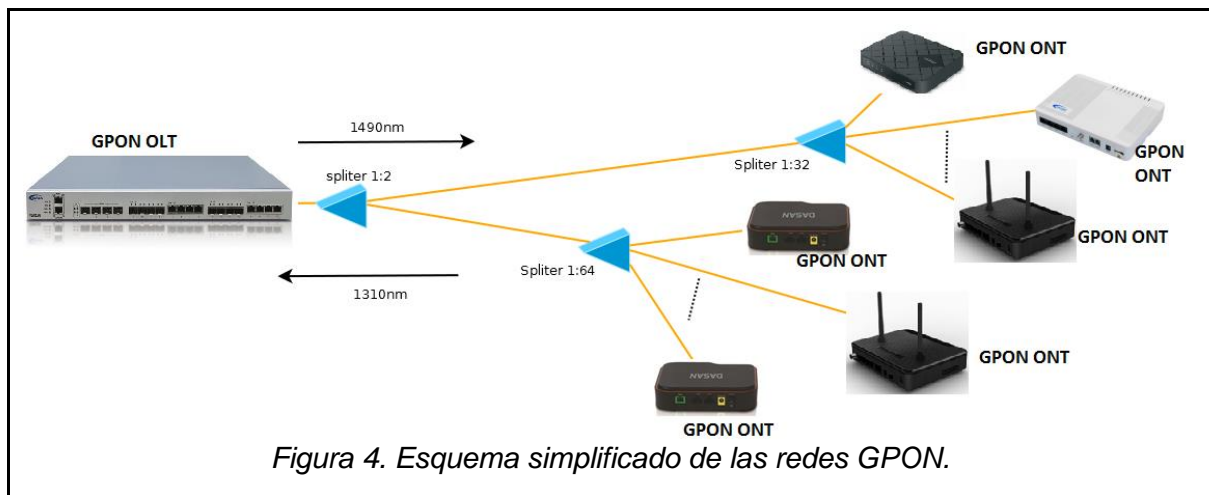 GPON ONT
GPON OLT
1490nm
GPON
ONT
spliter 1:2
Spliter 1:32
DASAN
GPON ONT
GPON ONT
Spliter 1:64
1310nm
GPON ONT
DASAN
GPON ONT
Figura 4. Esquema simplificado de las redes GPON.